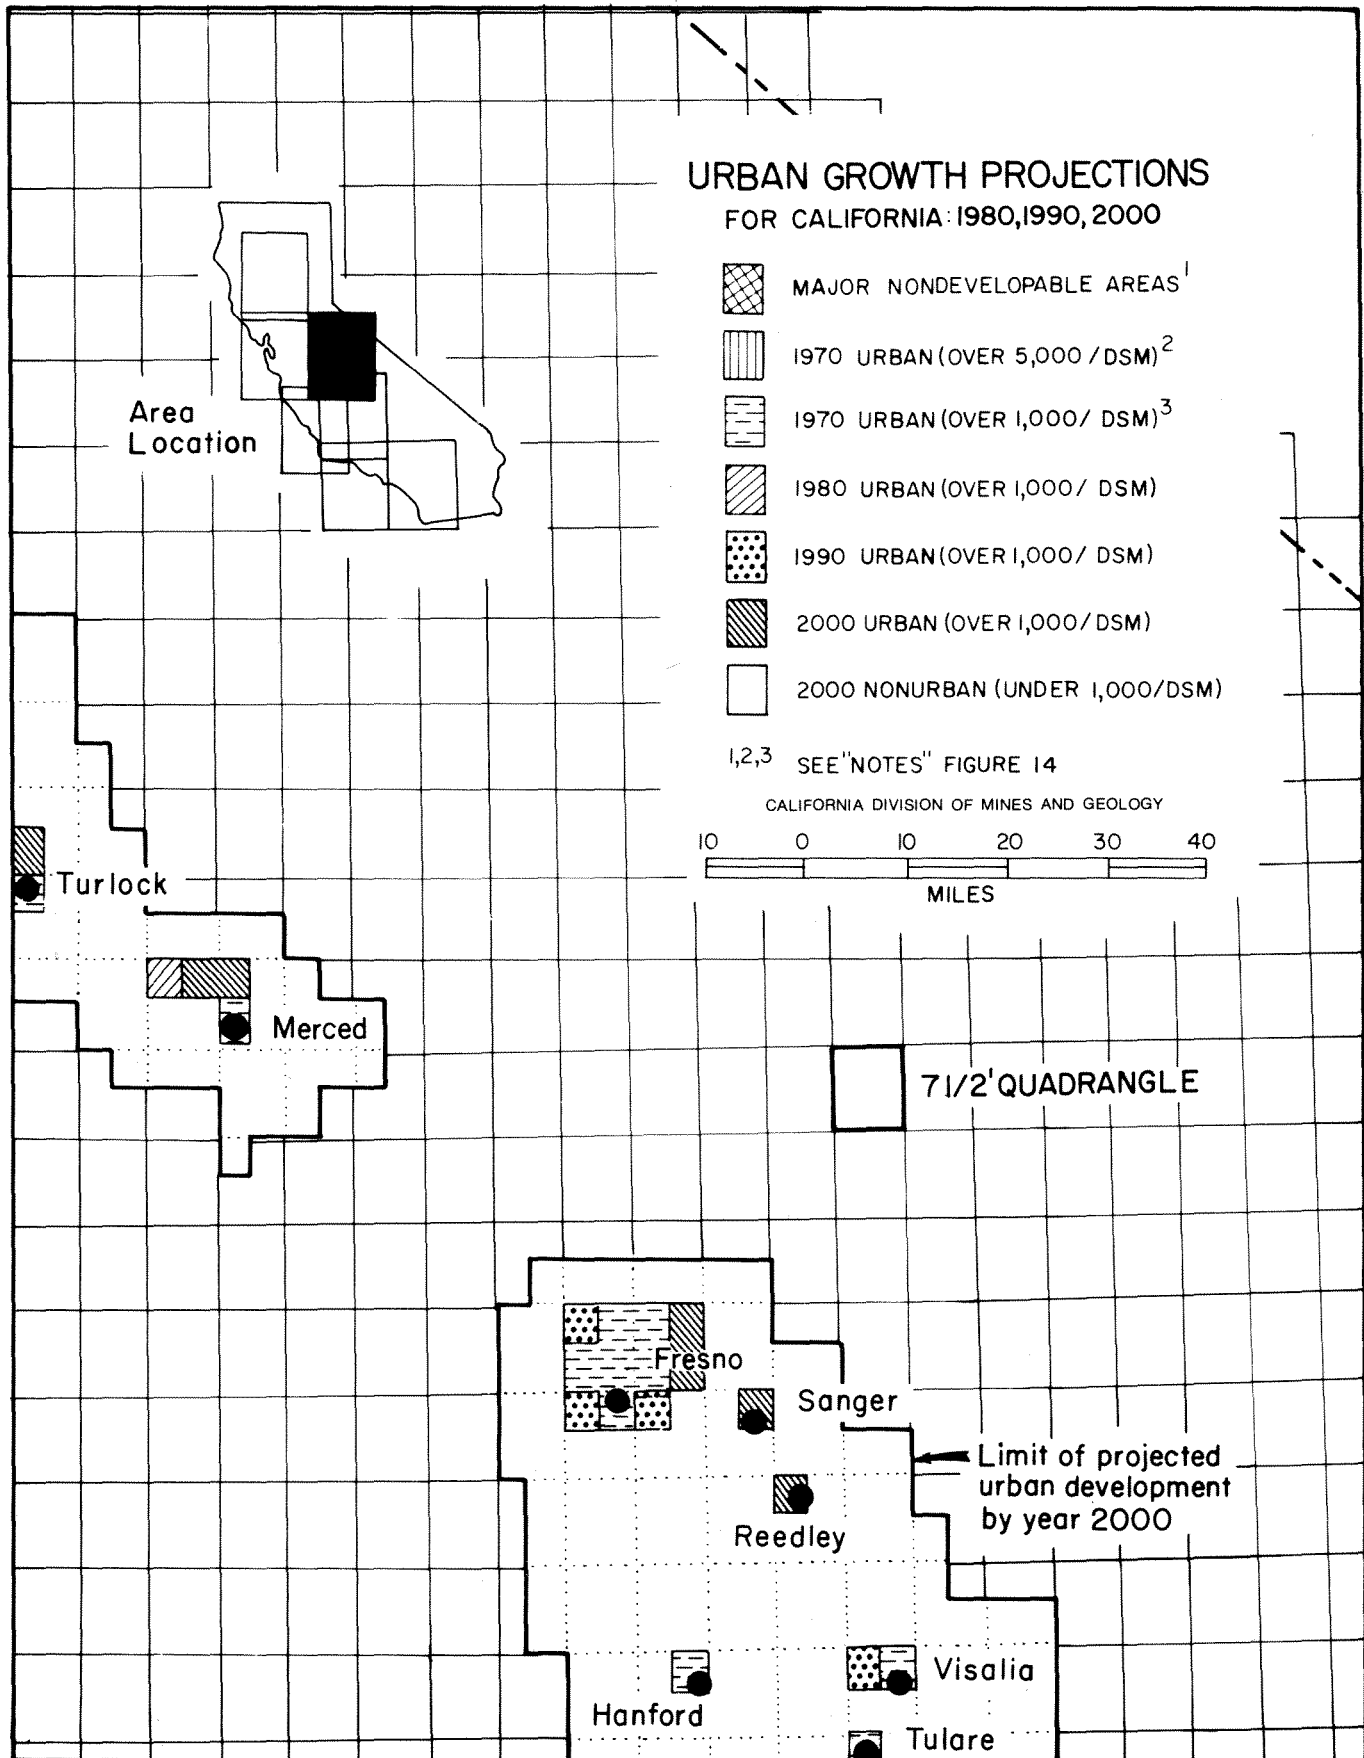 URBAN GROWTH PROJECTIONS
FOR CALIFORNIA: 1980, 1990, 2000
MAJOR NONDEVELOPABLE AREAS¹
1970 URBAN (OVER 5,000 / DSM)²
1970 URBAN (OVER 1,000 / DSM)³
1980 URBAN (OVER 1,000 / DSM)
1990 URBAN (OVER 1,000 / DSM)
2000 URBAN (OVER 1,000 / DSM)
2000 NONURBAN (UNDER 1,000/DSM)
1,2,3 SEE "NOTES" FIGURE 14
CALIFORNIA DIVISION OF MINES AND GEOLOGY
10 0 10 20 30 40
MILES
Area
Location
Turlock
Merced
7 1/2' QUADRANGLE
Fresno
Sanger
Limit of projected
urban development
by year 2000
Reedley
Visalia
Hanford
Tulare